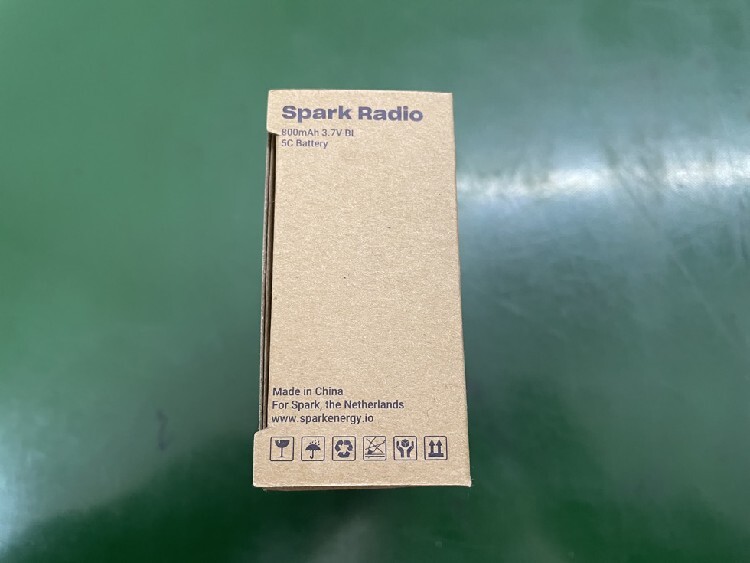 Spark Radio
800mAh 3.7V BL
5C Battery
Made in China
For Spark, the Netherlands
www.sparkenergy.io